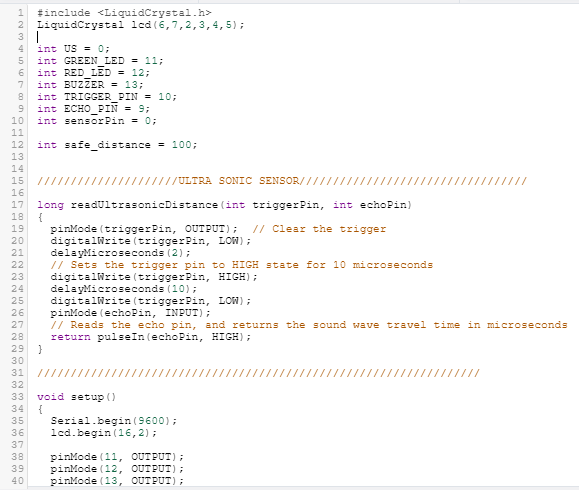 1 #include <LiquidCrystal.h>
2 LiquidCrystal lcd(6,7,2,3,4,5);
3
4 int US = 0;
5 int GREEN_LED = 11;
6 int RED_LED = 12;
7 int BUZZER = 13;
8 int TRIGGER_PIN = 10;
9 int ECHO_PIN = 9;
10 int sensorPin = 0;
11
12 int safe_distance = 100;
13
14
15 /////////////////////ULTRA SONIC SENSOR//////////////////////////////////
16
17 long readUltrasonicDistance(int triggerPin, int echoPin)
18 {
19   pinMode(triggerPin, OUTPUT);  // Clear the trigger
20   digitalWrite(triggerPin, LOW);
21   delayMicroseconds(2);
22   // Sets the trigger pin to HIGH state for 10 microseconds
23   digitalWrite(triggerPin, HIGH);
24   delayMicroseconds(10);
25   digitalWrite(triggerPin, LOW);
26   pinMode(echoPin, INPUT);
27   // Reads the echo pin, and returns the sound wave travel time in microseconds
28   return pulseIn(echoPin, HIGH);
29 }
30
31 //////////////////////////////////////////////////////////////////
32
33 void setup()
34 {
35   Serial.begin(9600);
36   lcd.begin(16,2);
37
38   pinMode(11, OUTPUT);
39   pinMode(12, OUTPUT);
40   pinMode(13, OUTPUT);